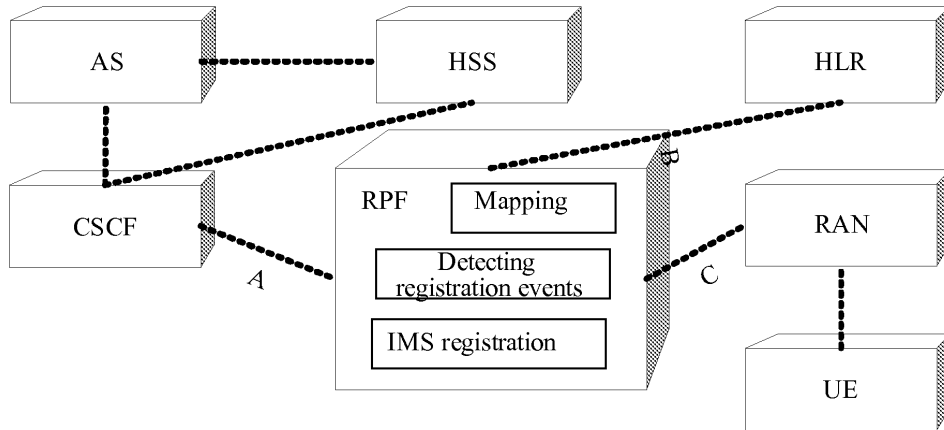 AS
HSS
HLR
B
RPF
Mapping
CSCF
RAN
A
Detecting
registration events
C
IMS registration
UE